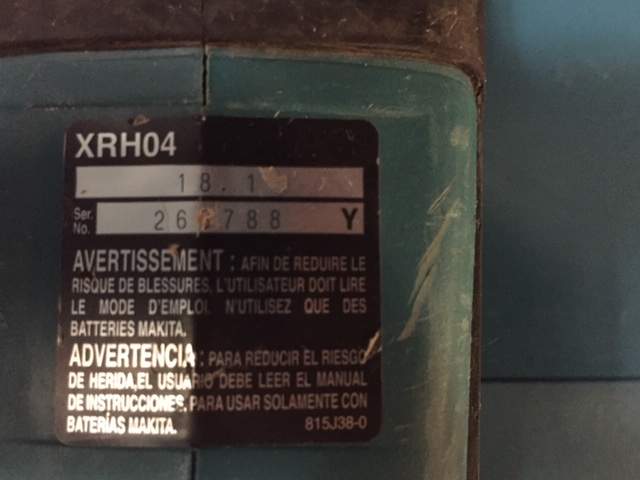 XRH04
18.1
Ser. No. Y
AVERTISSEMENT : AFIN DE REDUIRE LE
RISQUE DE BLESSURES, L'UTILISATEUR DOIT LIRE
LE MODE D'EMPLOI. N'UTILISEZ QUE DES
BATTERIES MAKITA.
ADVERTENCIA : PARA REDUCIR EL RIESGO
DE HERIDA,EL USUARIO DEBE LEER EL MANUAL
DE INSTRUCCIONES. PARA USAR SOLAMENTE CON
BATERÍAS MAKITA. 815J38-0